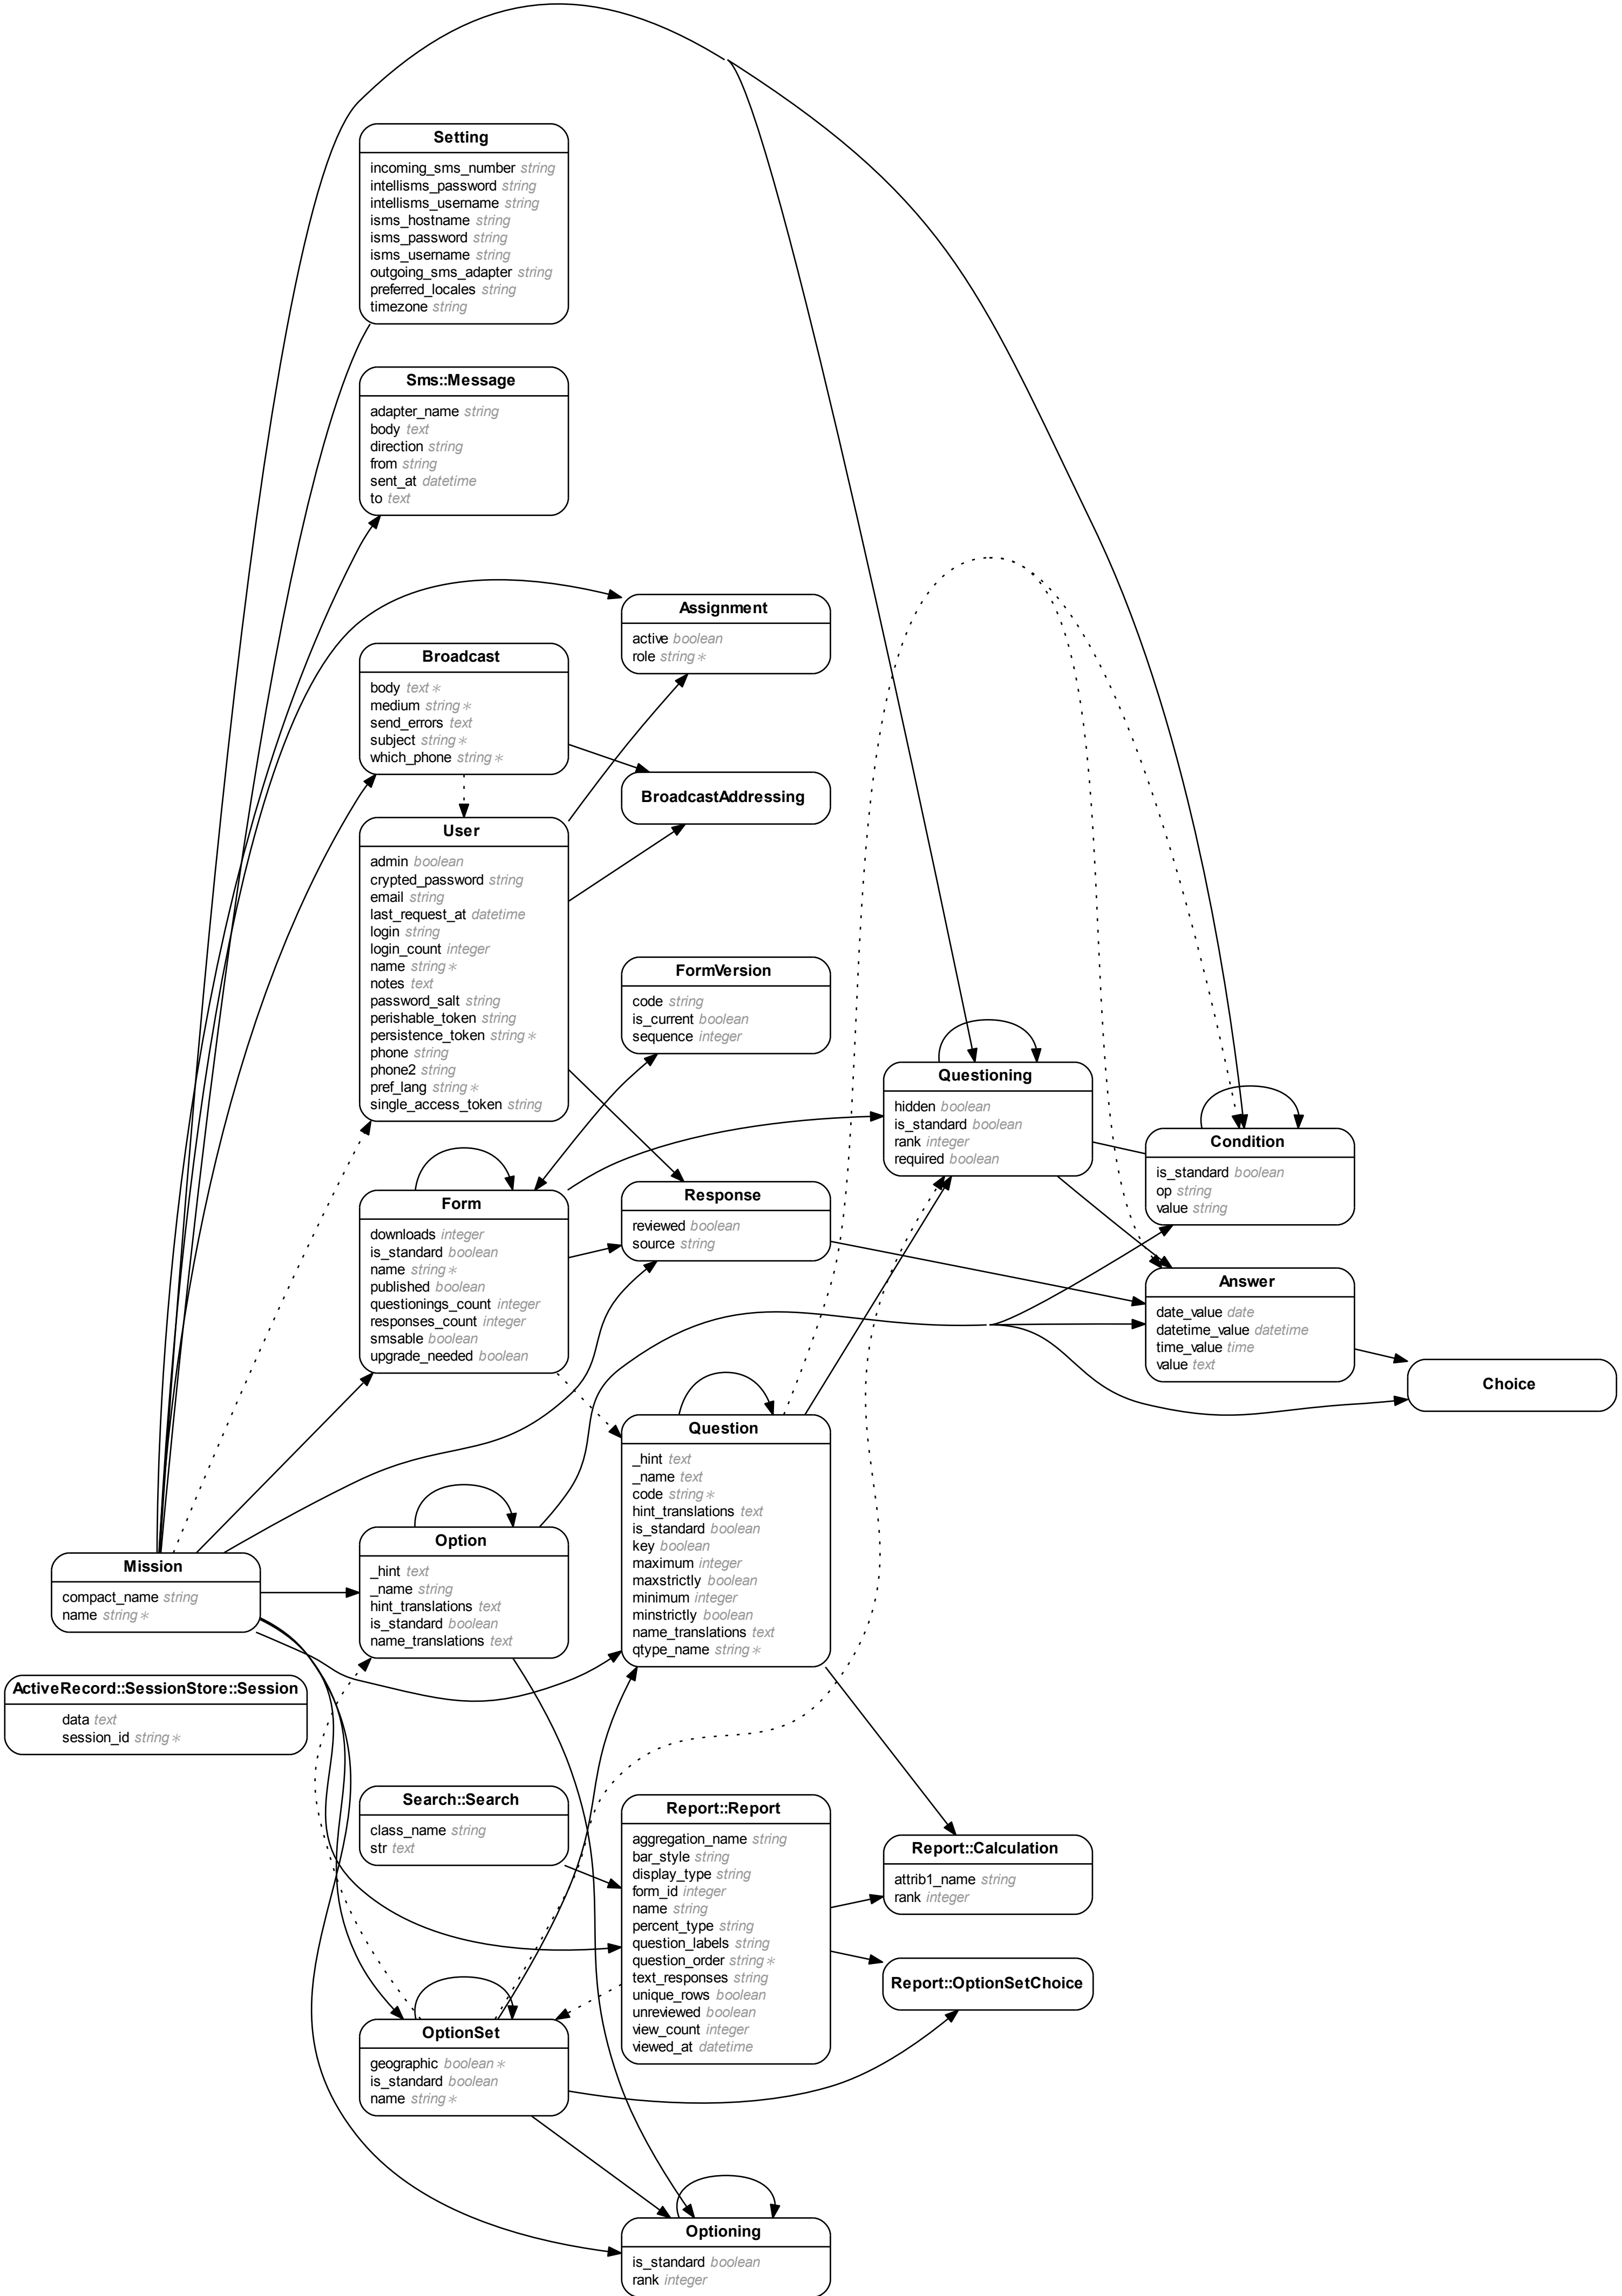 Setting
incoming_sms_number string
intellisms_password string
intellisms_username string
isms_hostname string
isms_password string
isms_username string
outgoing_sms_adapter string
preferred_locales string
timezone string
Sms::Message
adapter_name string
body text
direction string
from string
sent_at datetime
to text
Assignment
active boolean
role string∗
Broadcast
body text∗
medium string∗
send_errors text
subject string∗
which_phone string∗
BroadcastAddressing
User
admin boolean
crypted_password string
email string
last_request_at datetime
login string
login_count integer
name string∗
notes text
password_salt string
perishable_token string
persistence_token string∗
phone string
phone2 string
pref_lang string∗
single_access_token string
FormVersion
code string
is_current boolean
sequence integer
Questioning
hidden boolean
is_standard boolean
rank integer
required boolean
Condition
is_standard boolean
op string
value string
Form
downloads integer
is_standard boolean
name string∗
published boolean
questionings_count integer
responses_count integer
smsable boolean
upgrade_needed boolean
Response
reviewed boolean
source string
Answer
date_value date
datetime_value datetime
time_value time
value text
Choice
Question
_hint text
_name text
code string∗
hint_translations text
is_standard boolean
key boolean
maximum integer
maxstrictly boolean
minimum integer
minstrictly boolean
name_translations text
qtype_name string∗
Option
_hint text
_name string
hint_translations text
is_standard boolean
name_translations text
Mission
compact_name string
name string∗
ActiveRecord::SessionStore::Session
data text
session_id string∗
Search::Search
class_name string
str text
Report::Report
aggregation_name string
bar_style string
display_type string
form_id integer
name string
percent_type string
question_labels string
question_order string∗
text_responses string
unique_rows boolean
unreviewed boolean
view_count integer
viewed_at datetime
Report::Calculation
attrib1_name string
rank integer
Report::OptionSetChoice
OptionSet
geographic boolean∗
is_standard boolean
name string∗
Optioning
is_standard boolean
rank integer